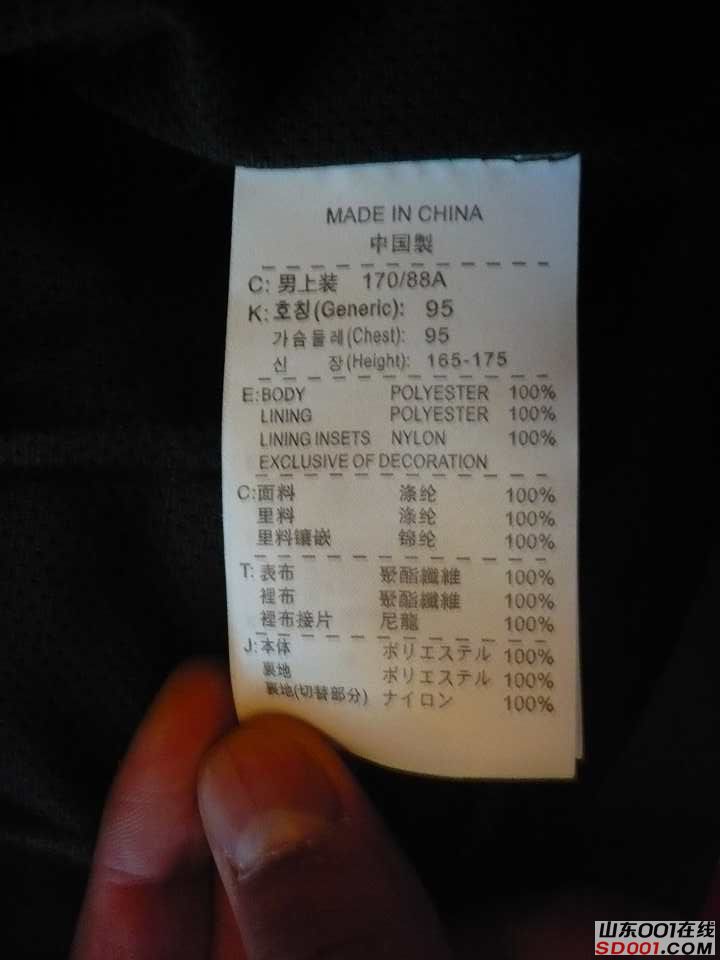 MADE IN CHINA
中国製
C: 男上装 170/88A
K: 호칭(Generic): 95
가슴둘레(Chest): 95
신 장(Height): 165-175
E: BODY POLYESTER 100%
LINING POLYESTER 100%
LINING INSETS NYLON 100%
EXCLUSIVE OF DECORATION
C: 面料 涤纶 100%
里料 涤纶 100%
里料镶嵌 锦纶 100%
T: 表布 聚酯纖維 100%
裡布 聚酯纖維 100%
裡布接片 尼龍 100%
J: 本体 ポリエステル 100%
裏地 ポリエステル 100%
裏地(切替部分) ナイロン 100%
山东001在线
SD001.COM